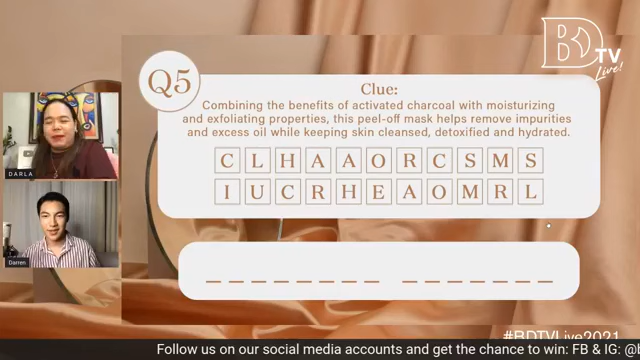 BD
TV
Live!
Q5
Clue:
Combining the benefits of activated charcoal with moisturizing
and exfoliating properties, this peel-off mask helps remove impurities
and excess oil while keeping skin cleansed, detoxified and hydrated.
C L H A A O R C S M S
I U C R H E A O M R L
DARLA
Darren
#BDTVLive2021
Follow us on our social media accounts and get the chance to win: FB & IG: